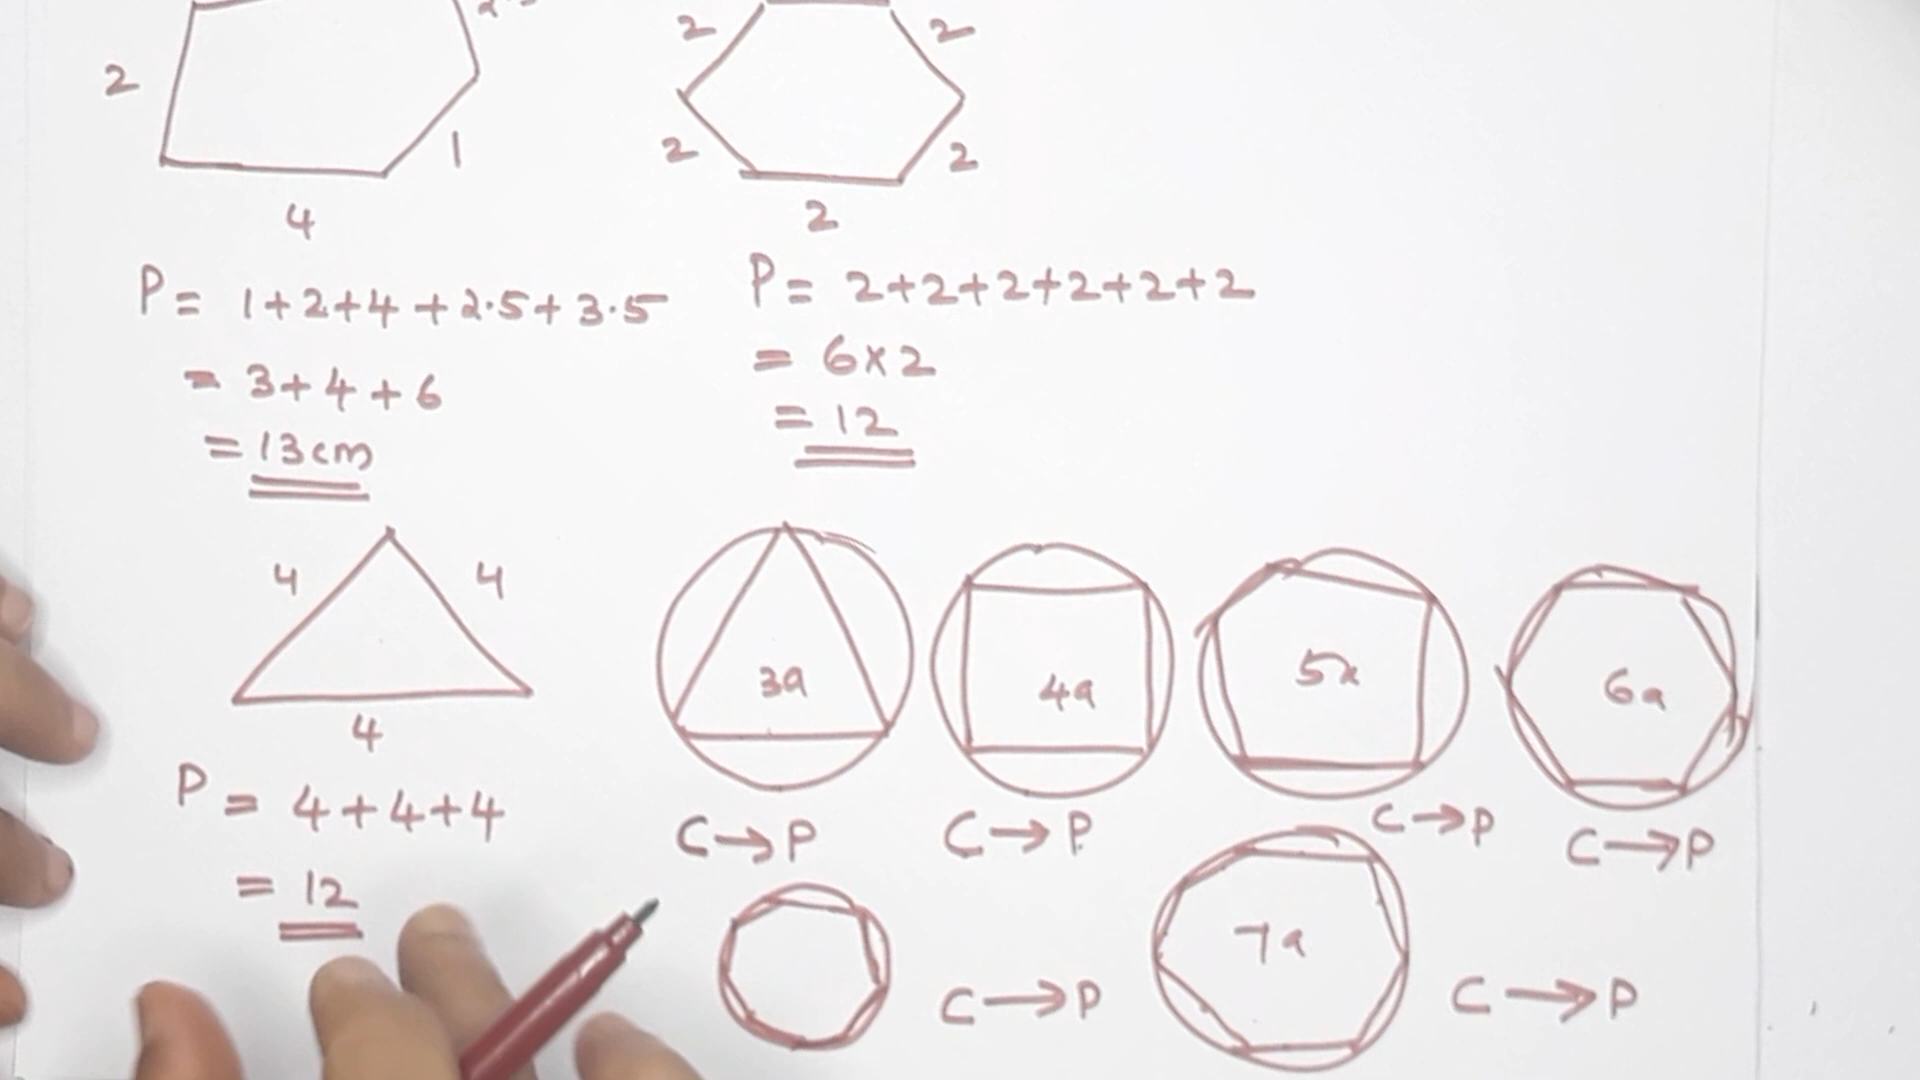 2
1
4
2
2
2
2
2
P = 1+2+4+2.5+3.5
= 3+4+6
= 13cm
P = 2+2+2+2+2+2
= 6×2
= 12
4
4
4
P = 4+4+4
= 12
3a
4a
5a
6a
C→P
C→P
C→P
C→P
7a
C→P
C→P